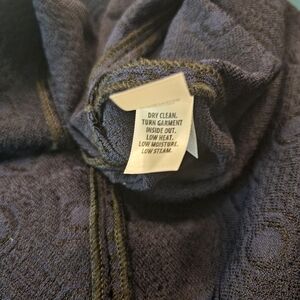 DRY CLEAN.
TURN GARMENT
INSIDE OUT.
LOW HEAT.
LOW MOISTURE.
LOW STEAM.